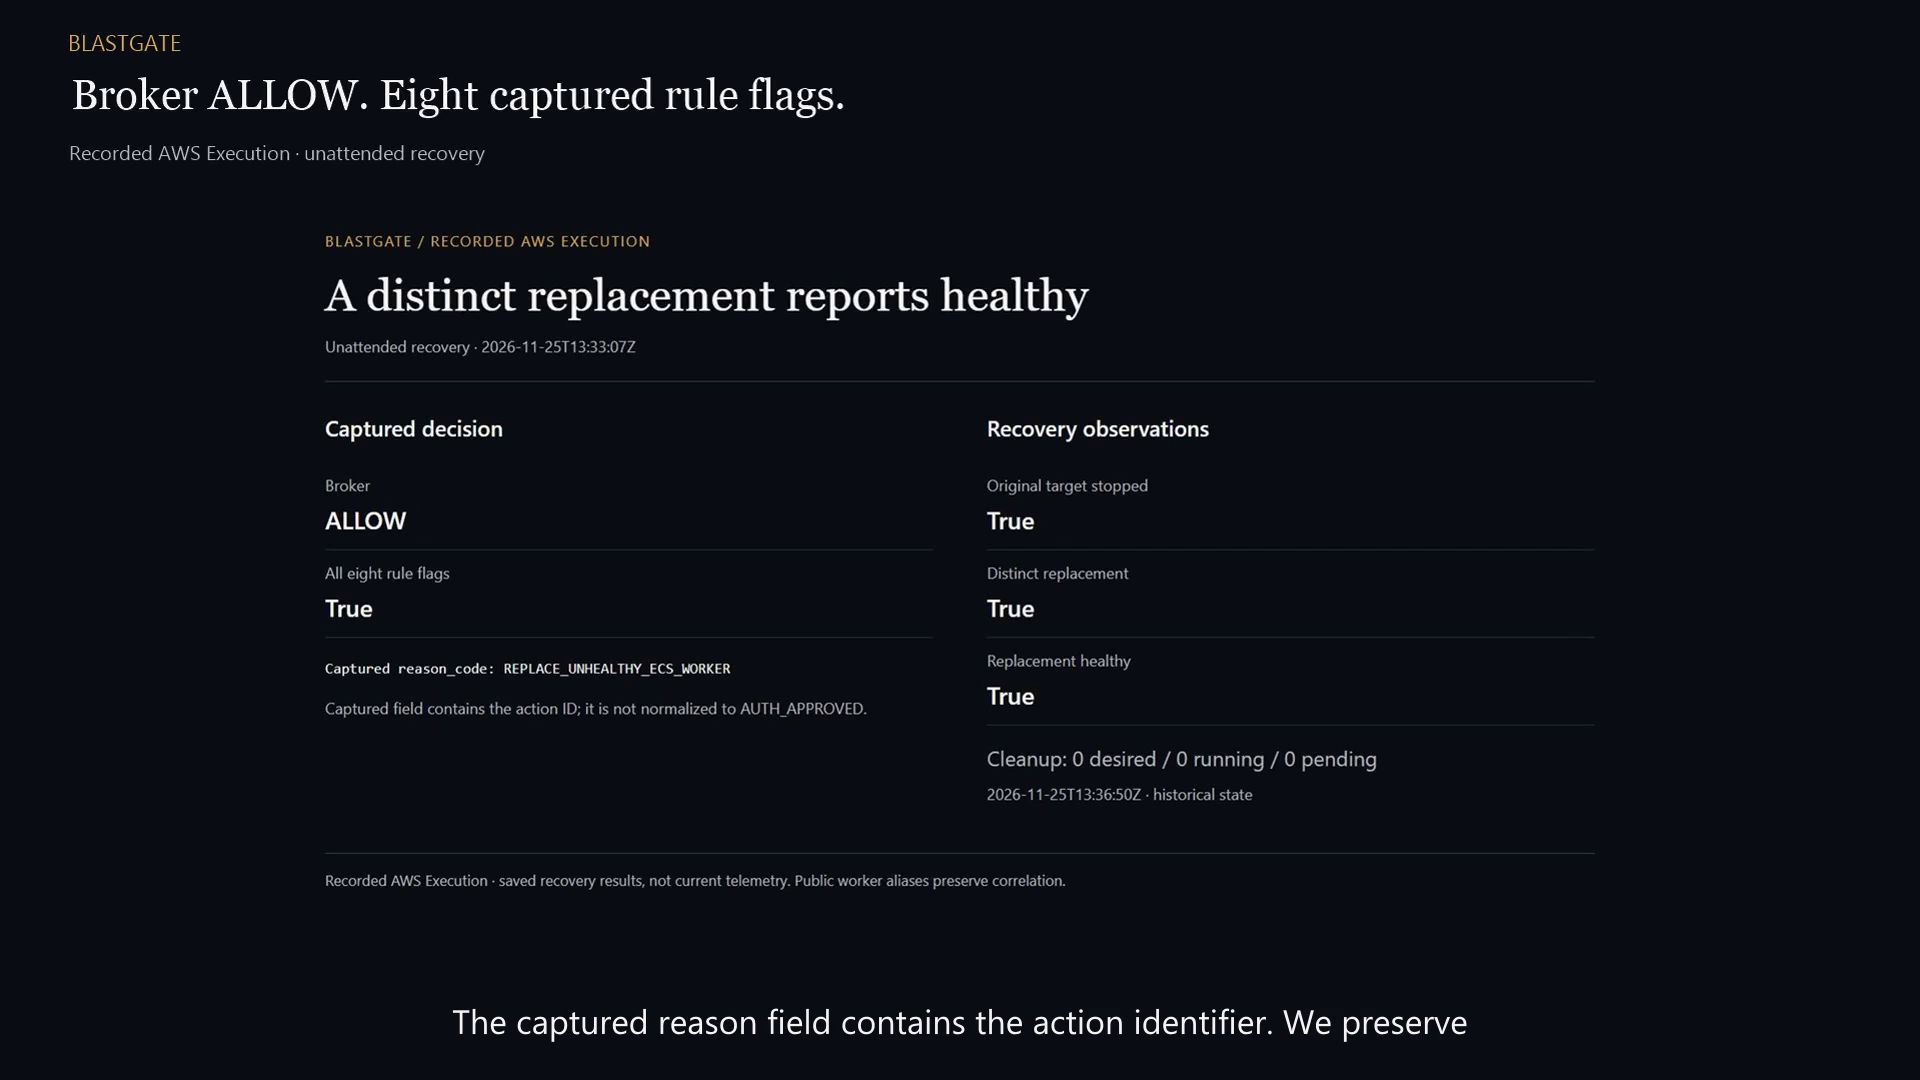 BLASTGATE
Broker ALLOW. Eight captured rule flags.
Recorded AWS Execution · unattended recovery
BLASTGATE / RECORDED AWS EXECUTION
A distinct replacement reports healthy
Unattended recovery · 2026-11-25T13:33:07Z
Captured decision
Broker
ALLOW
All eight rule flags
True
Captured reason_code: REPLACE_UNHEALTHY_ECS_WORKER
Captured field contains the action ID; it is not normalized to AUTH_APPROVED.
Recovery observations
Original target stopped
True
Distinct replacement
True
Replacement healthy
True
Cleanup: 0 desired / 0 running / 0 pending
2026-11-25T13:36:50Z · historical state
Recorded AWS Execution · saved recovery results, not current telemetry. Public worker aliases preserve correlation.
The captured reason field contains the action identifier. We preserve